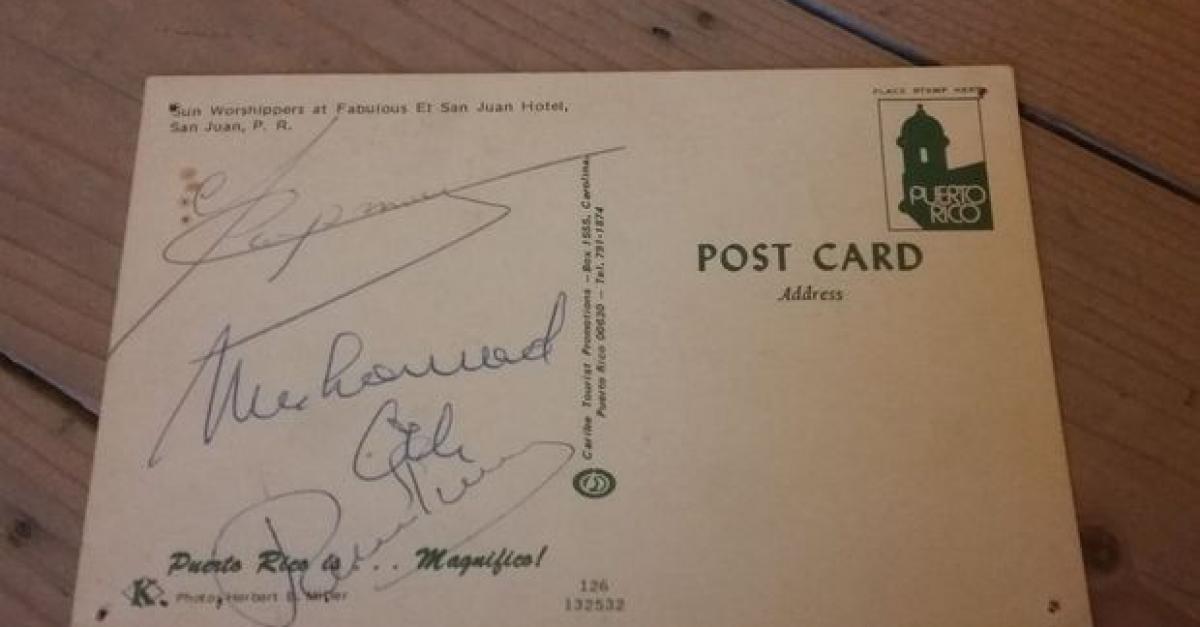 Sun Worshippers at Fabulous El San Juan Hotel,
San Juan, P. R.
PLACE STAMP HERE
PUERTO
RICO
POST CARD
Address
Caribe Tourist Promotions – Box 1555, Carolina,
Puerto Rico 00630 – Tel. 791-1874
Muhammad
Ali
Puerto Rico is . . . Magnifico!
K
Photo, Herbert
126
132532